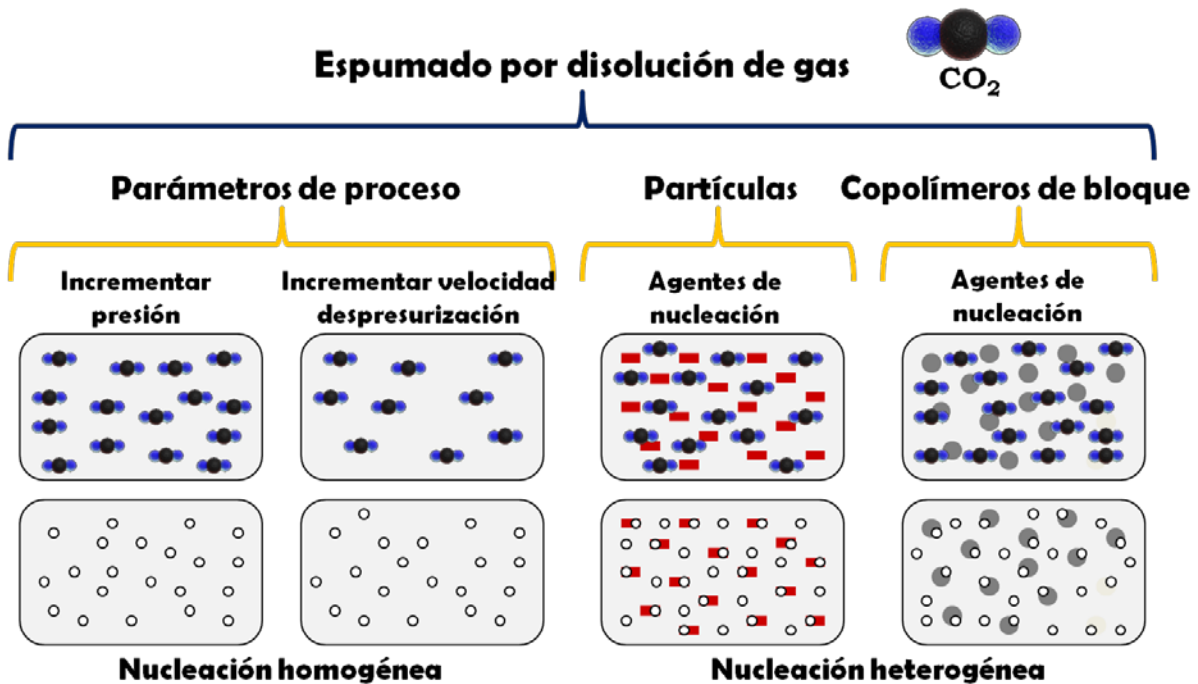 Espumado por disolución de gas
CO₂
Parámetros de proceso
Partículas
Copolímeros de bloque
Incrementar
presión
Incrementar velocidad
despresurización
Agentes de
nucleación
Agentes de
nucleación
Nucleación homogénea
Nucleación heterogénea